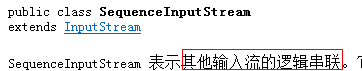 public class SequenceInputStream
extends InputStream
SequenceInputStream 表示其他输入流的逻辑串联。